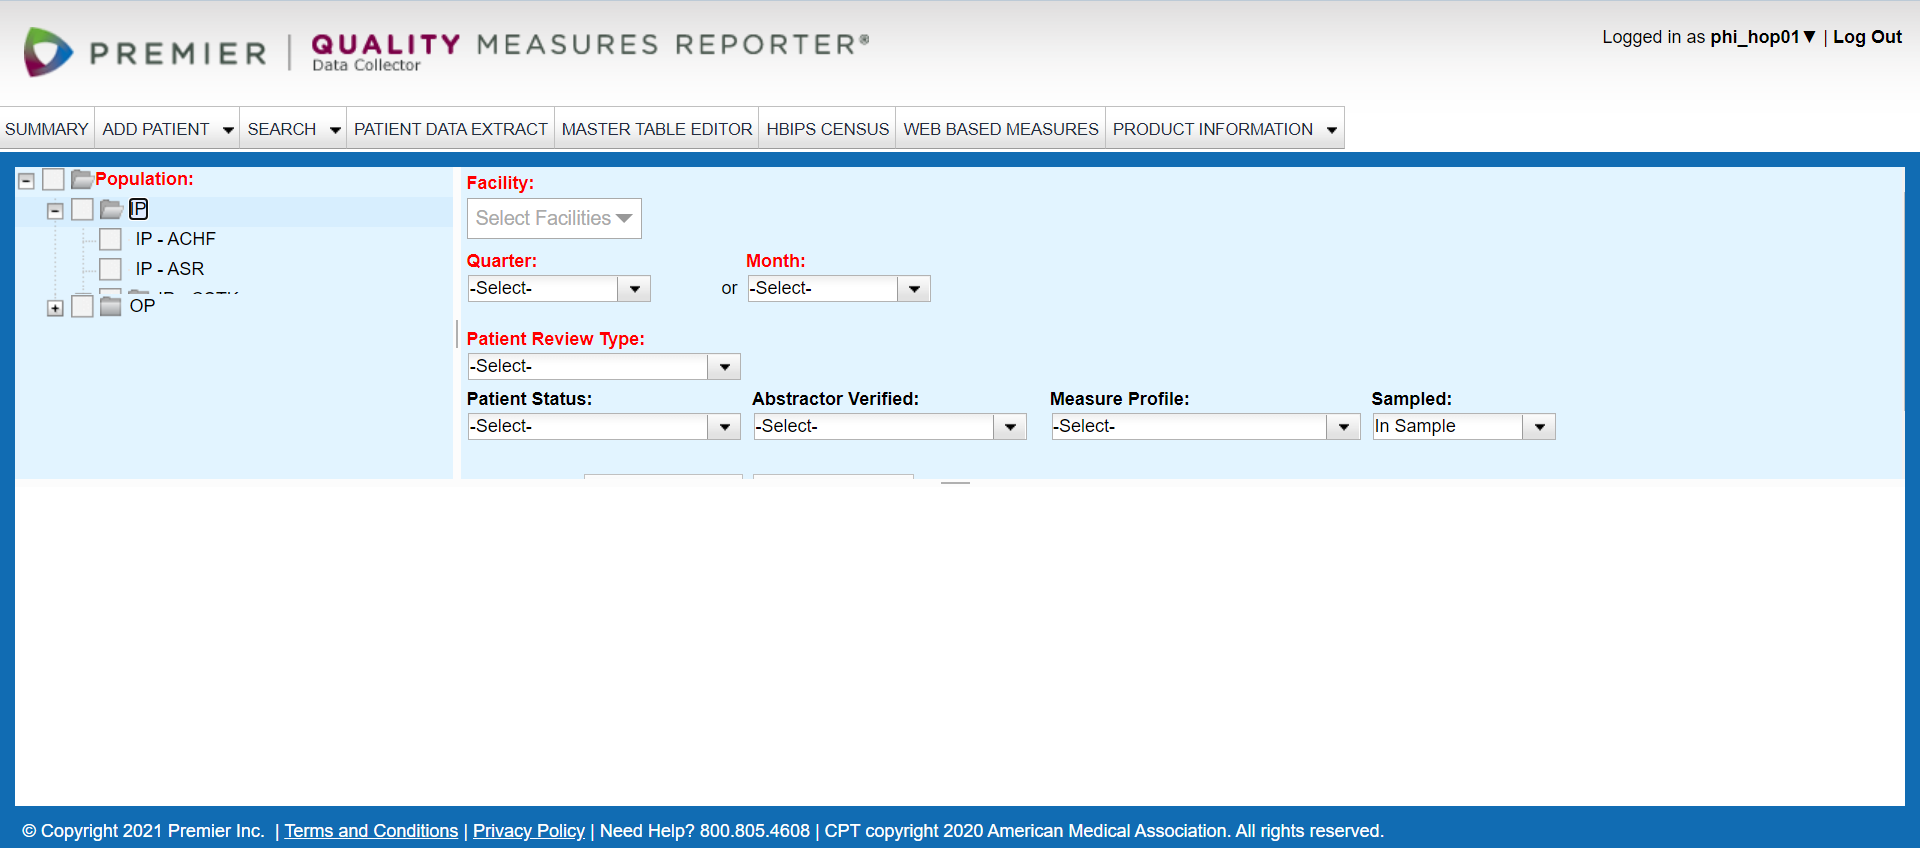 PREMIER | QUALITY MEASURES REPORTER®
Data Collector
Logged in as phi_hop01▼ | Log Out
SUMMARY ADD PATIENT SEARCH PATIENT DATA EXTRACT MASTER TABLE EDITOR HBIPS CENSUS WEB BASED MEASURES PRODUCT INFORMATION
Population:
IP
IP - ACHF
IP - ASR
OP
Facility:
Select Facilities
Quarter: Month:
-Select- or -Select-
Patient Review Type:
-Select-
Patient Status: Abstractor Verified: Measure Profile: Sampled:
-Select- -Select- -Select- In Sample
© Copyright 2021 Premier Inc. | Terms and Conditions | Privacy Policy | Need Help? 800.805.4608 | CPT copyright 2020 American Medical Association. All rights reserved.